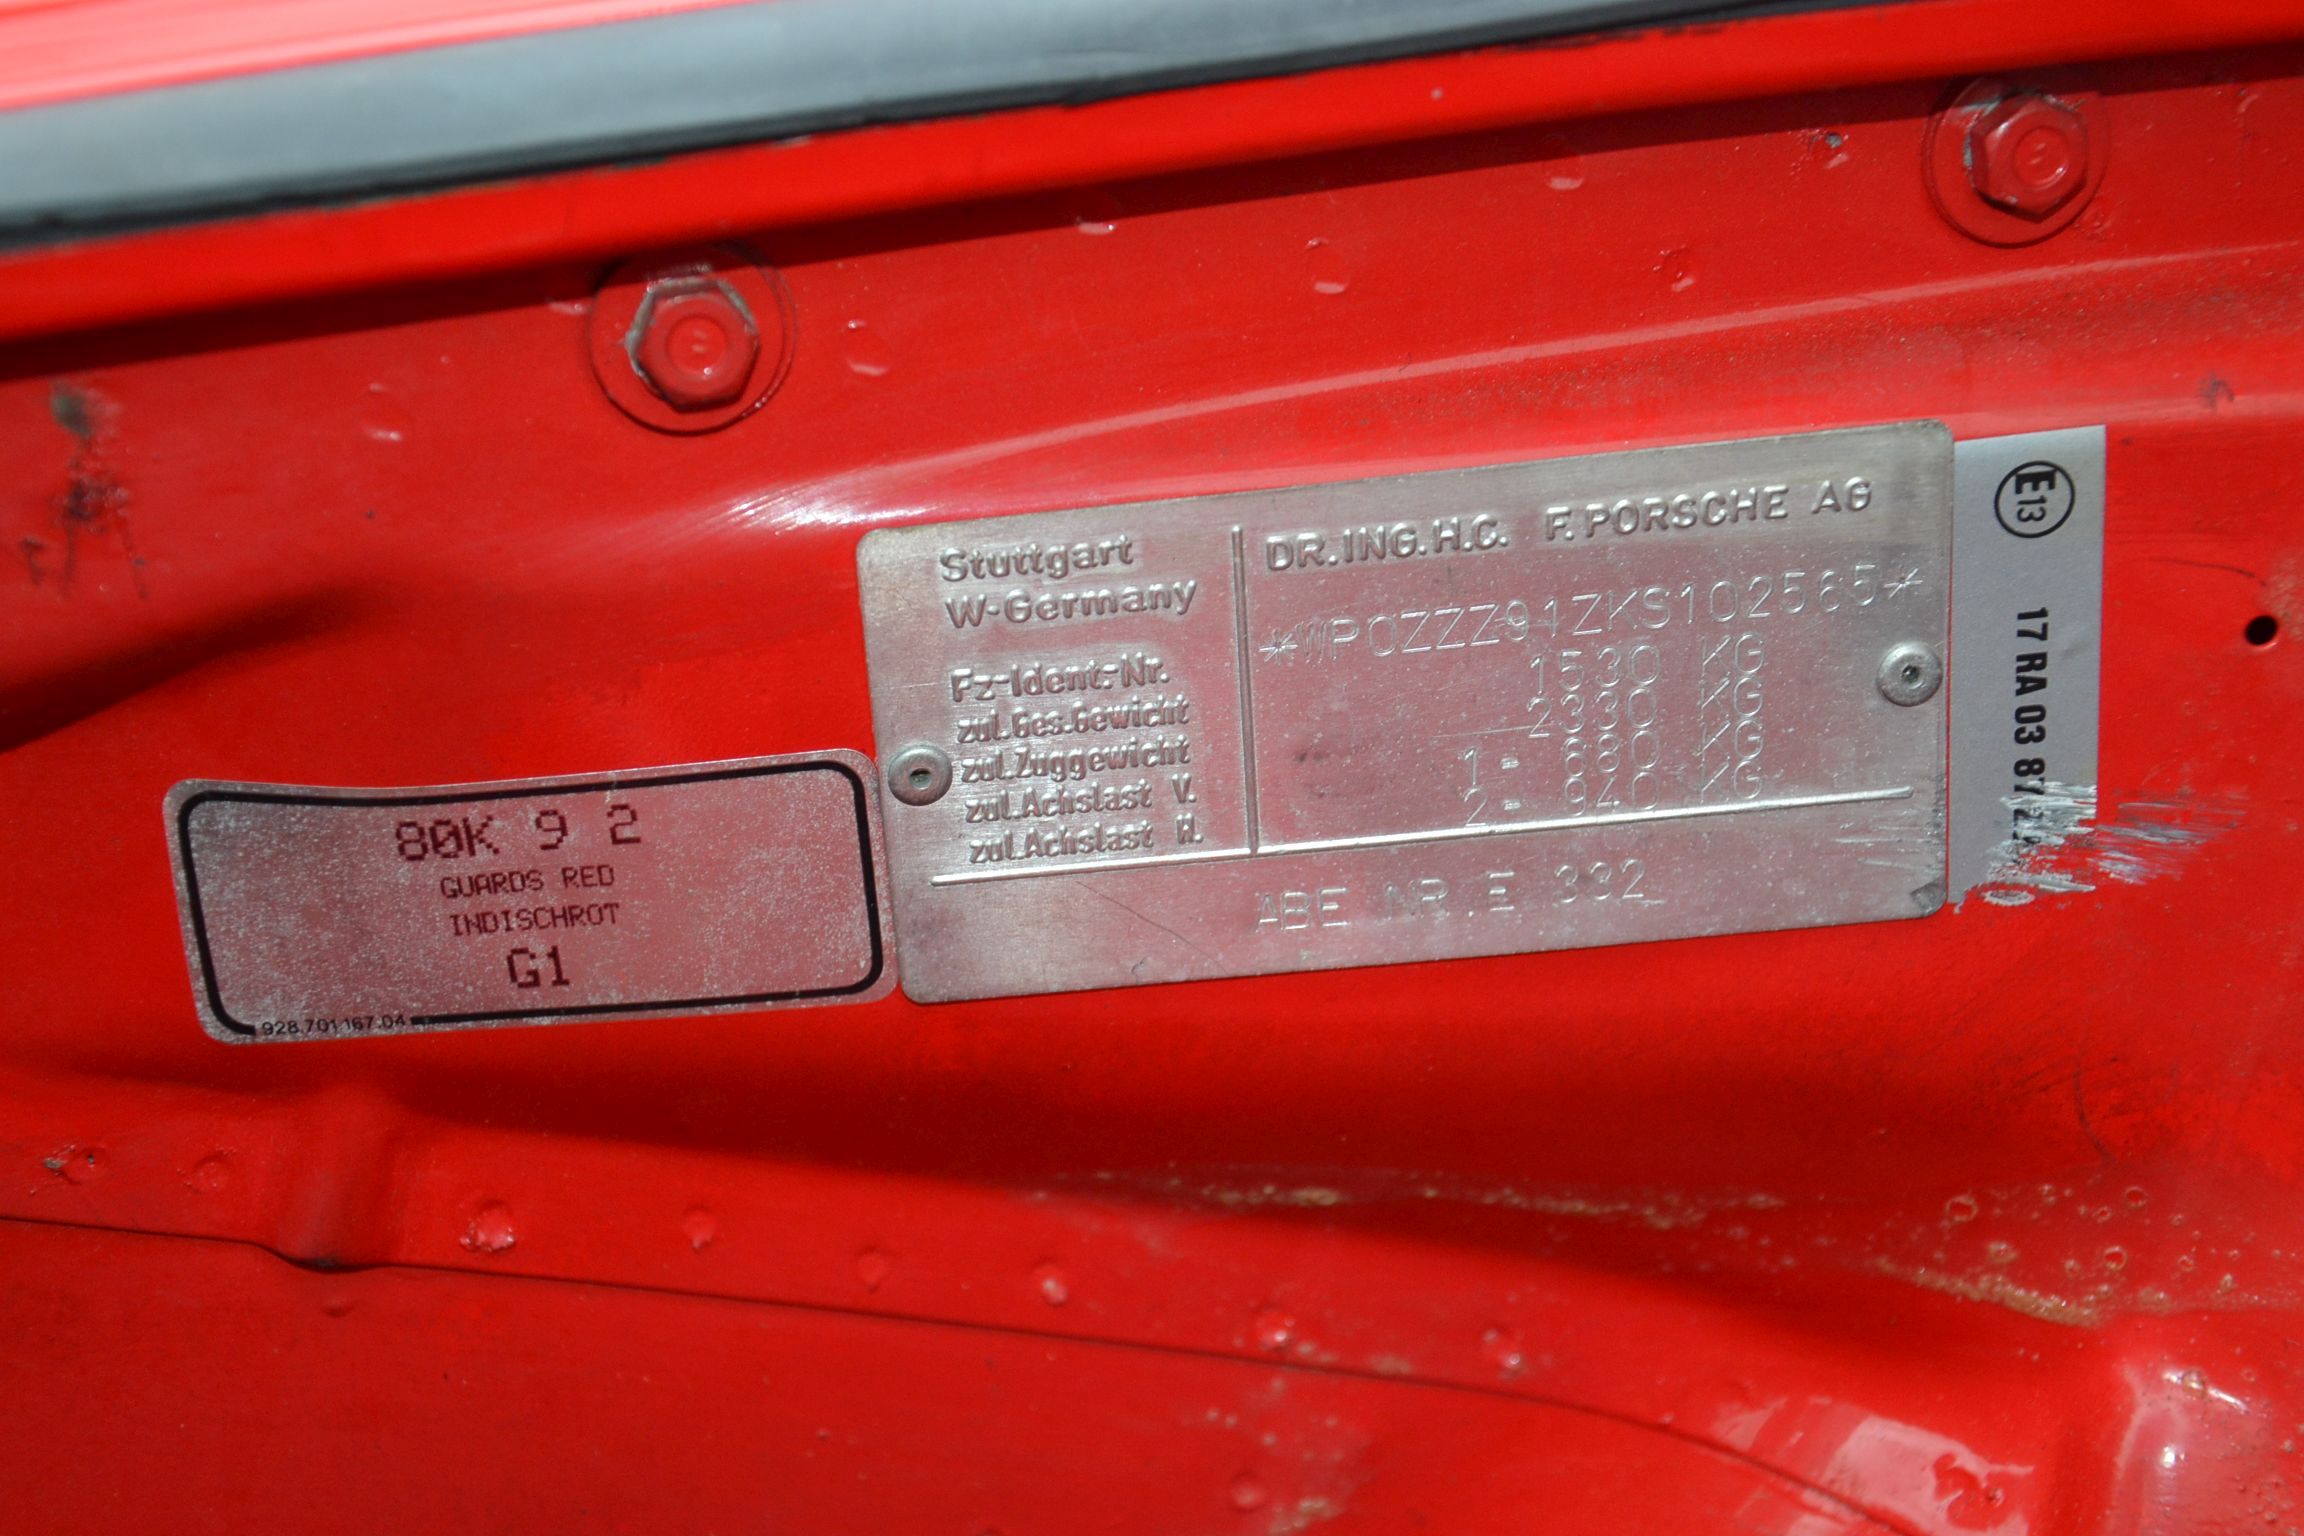 Stuttgart
W-Germany
DR.ING.H.C. F.PORSCHE AG
Fz-Ident.-Nr.
*WP0ZZZ91ZKS102565*
zul.Ges.Gewicht
1530 KG
zul.Zuggewicht
2330 KG
zul.Achslast V.
1- 680 KG
zul.Achslast H.
2- 940 KG
ABE NR.E 332
80K 9 2
GUARDS RED
INDISCHROT
G1
928.701.167.04
E13
17 RA 03 87